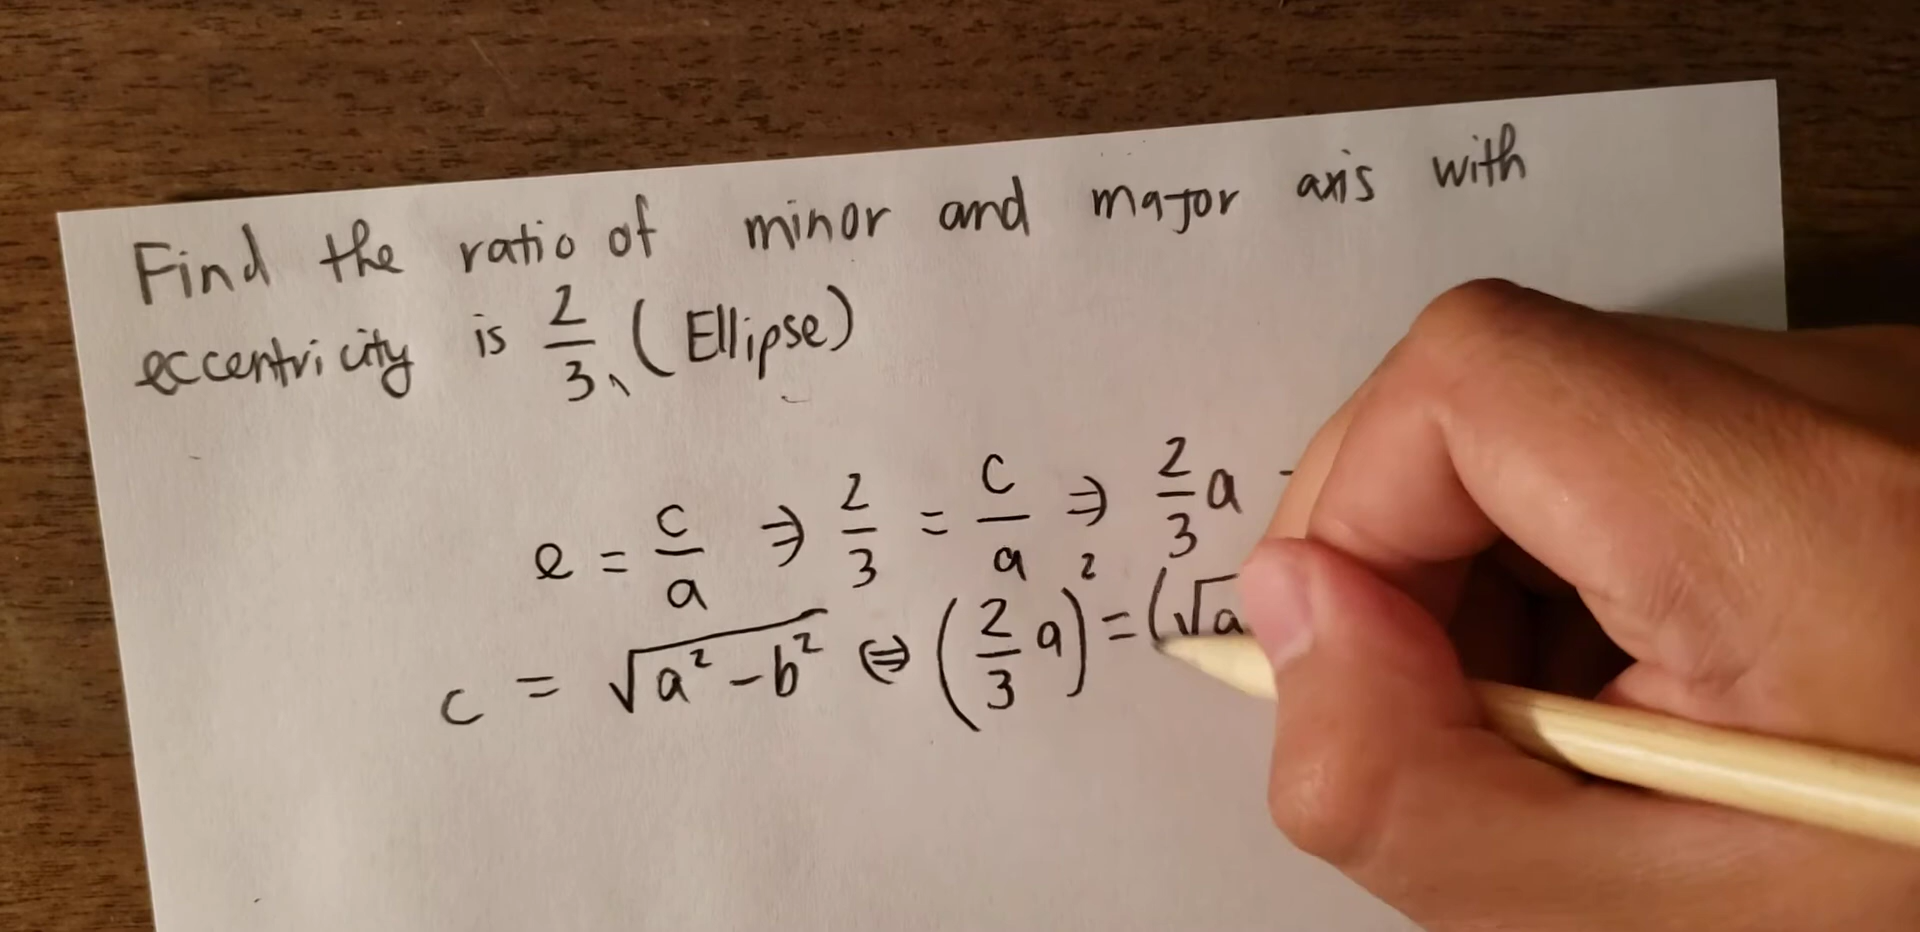 Find the ratio of minor and major axis with
eccentricity is 2/3, (Ellipse)
e = c/a ⇒ 2/3 = c/a ⇒ 2/3 a
c = √(a² - b²) ⇔ (2/3 a)² = (√a